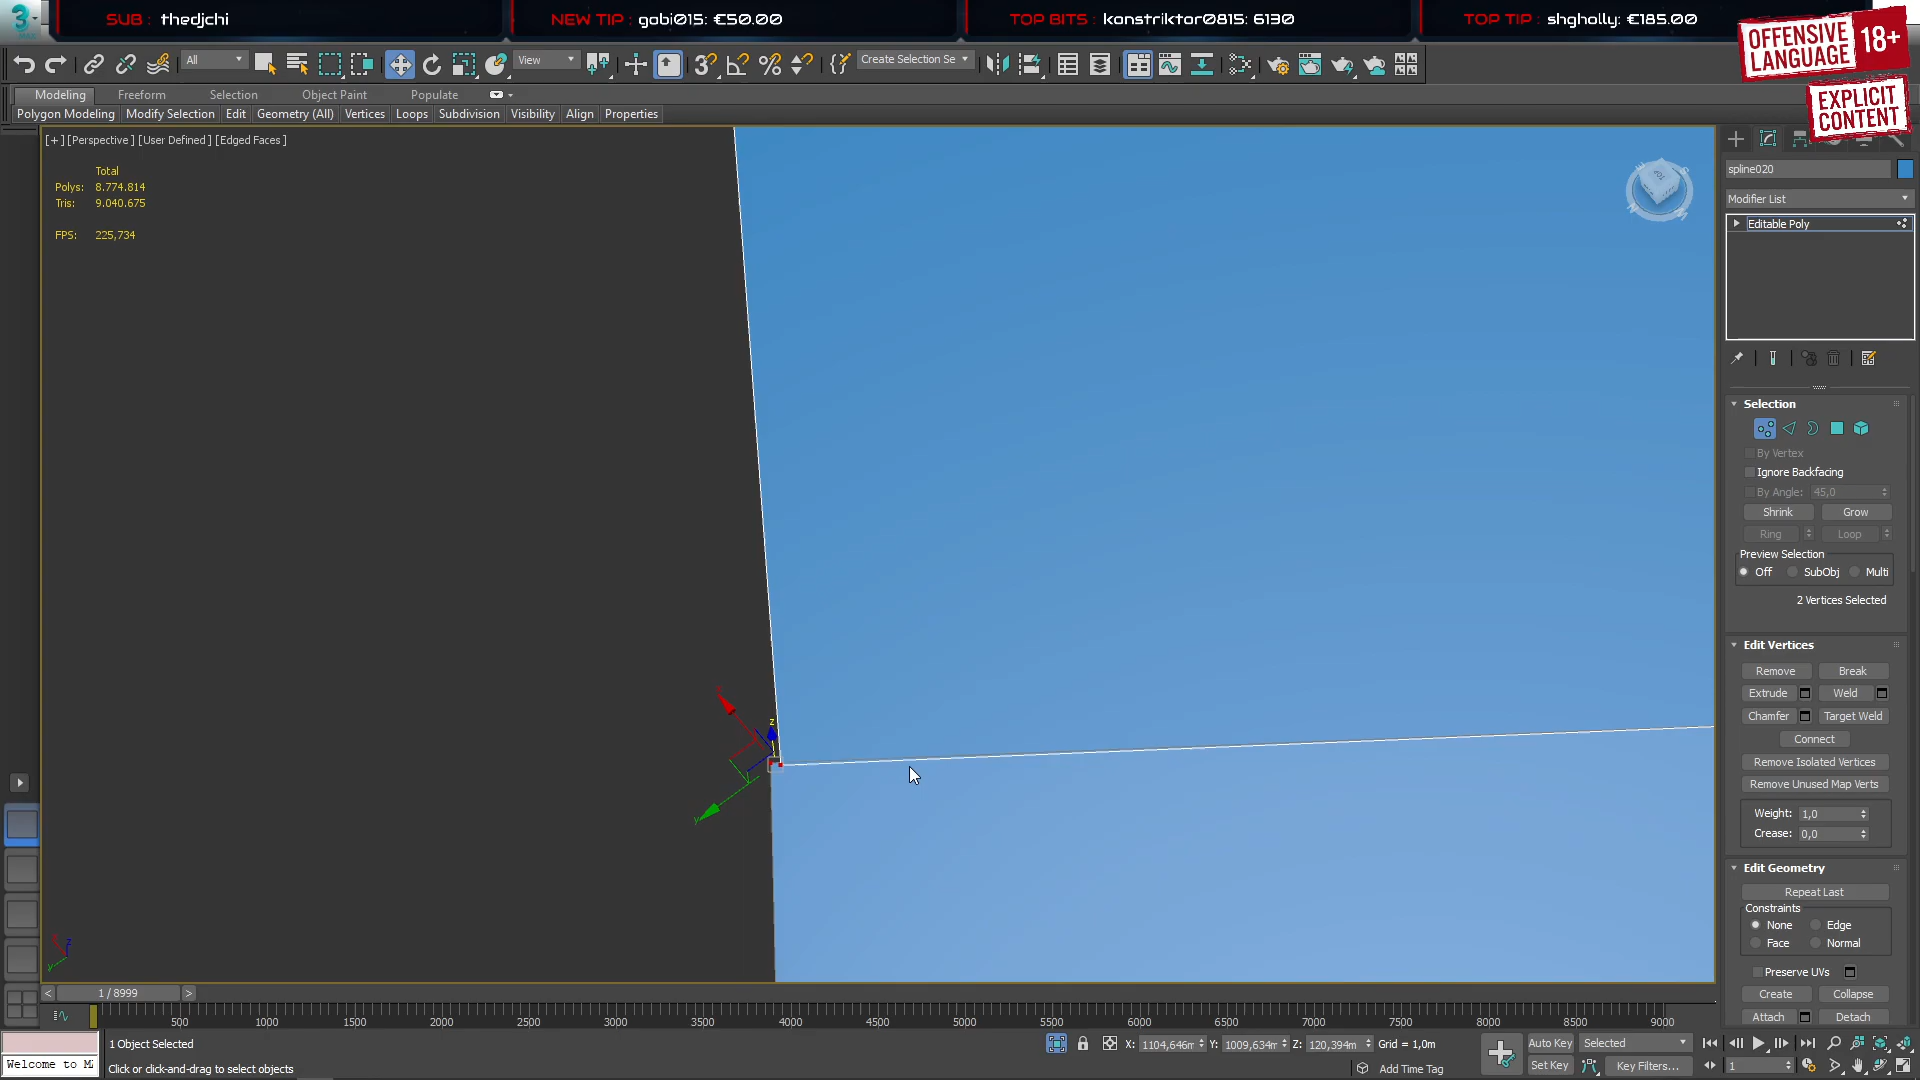 SUB : thedjchi
NEW TIP : gabi015: €50.00
TOP BITS : konstriktor0815: 6130
TOP TIP : shgholly: €185.00
OFFENSIVE LANGUAGE 18+
EXPLICIT CONTENT
All
View
Create Selection Se
Modeling Freeform Selection Object Paint Populate
Polygon Modeling Modify Selection Edit Geometry (All) Vertices Loops Subdivision Visibility Align Properties
[+] [Perspective] [User Defined] [Edged Faces]
Total
Polys: 8.774.814
Tris: 9.040.675
FPS: 225,734
spline020
Modifier List
Editable Poly
Selection
By Vertex
Ignore Backfacing
By Angle: 45,0
Shrink Grow
Ring Loop
Preview Selection
Off SubObj Multi
2 Vertices Selected
Edit Vertices
Remove Break
Extrude Weld
Chamfer Target Weld
Connect
Remove Isolated Vertices
Remove Unused Map Verts
Weight: 1,0
Crease: 0,0
Edit Geometry
Repeat Last
Constraints
None Edge
Face Normal
Preserve UVs
Create Collapse
Attach Detach
z
y
< 1 / 8999 >
500 1000 1500 2000 2500 3000 3500 4000 4500 5000 5500 6000 6500 7000 7500 8000 8500 9000
1 Object Selected
X: 1104,646m Y: 1009,634m Z: 120,394m Grid = 1,0m
Auto Key Selected
Welcome to M
Click or click-and-drag to select objects
Add Time Tag
Set Key Key Filters...
1